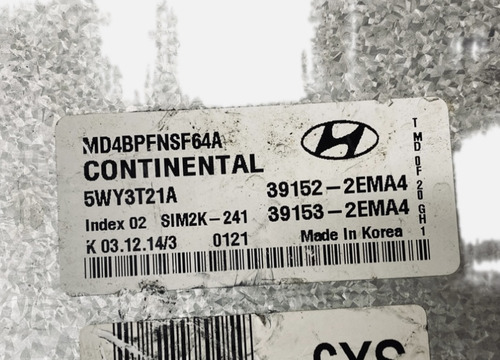 MD4BPFNSF64A
CONTINENTAL
5WY3T21A
39152-2EMA4
Index 02 SIM2K-241
39153-2EMA4
K 03.12.14/3 0121 Made in Korea
TMD0F20GH1